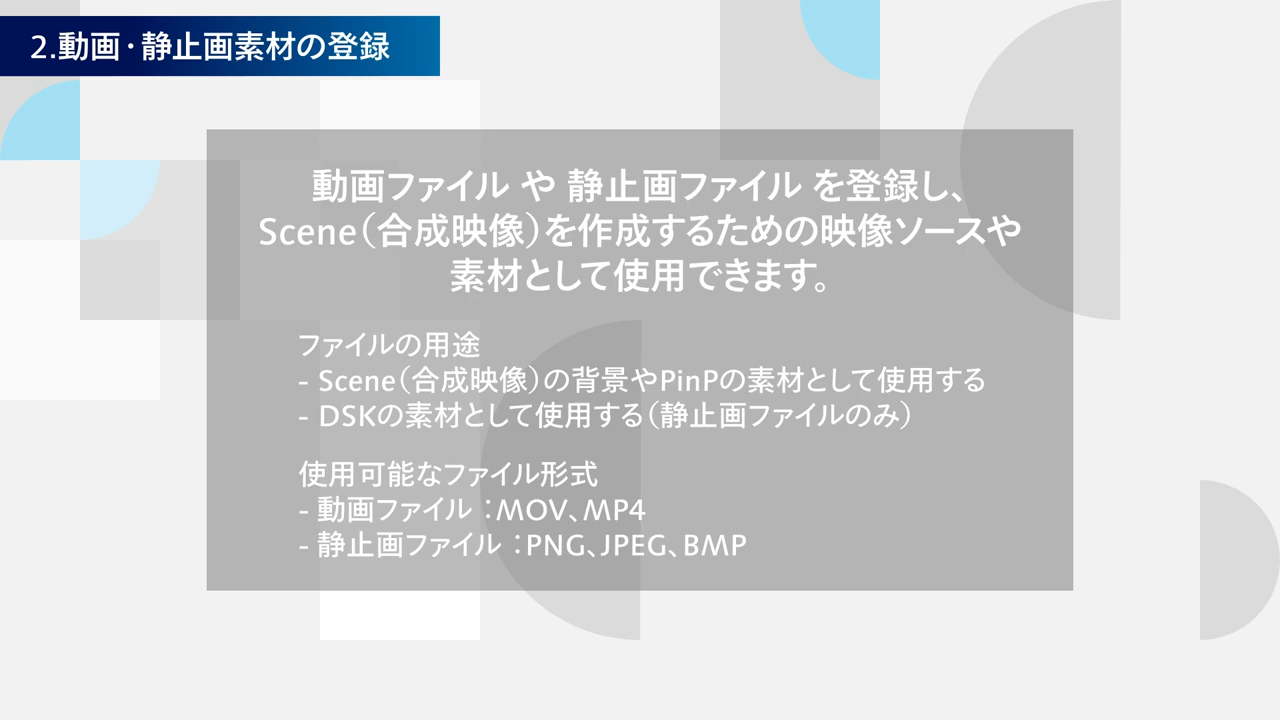 2.動画・静止画素材の登録
動画ファイル や 静止画ファイル を登録し、
Scene（合成映像）を作成するための映像ソースや
素材として使用できます。
ファイルの用途
- Scene（合成映像）の背景やPinPの素材として使用する
- DSKの素材として使用する（静止画ファイルのみ）
使用可能なファイル形式
- 動画ファイル ：MOV、MP4
- 静止画ファイル ：PNG、JPEG、BMP